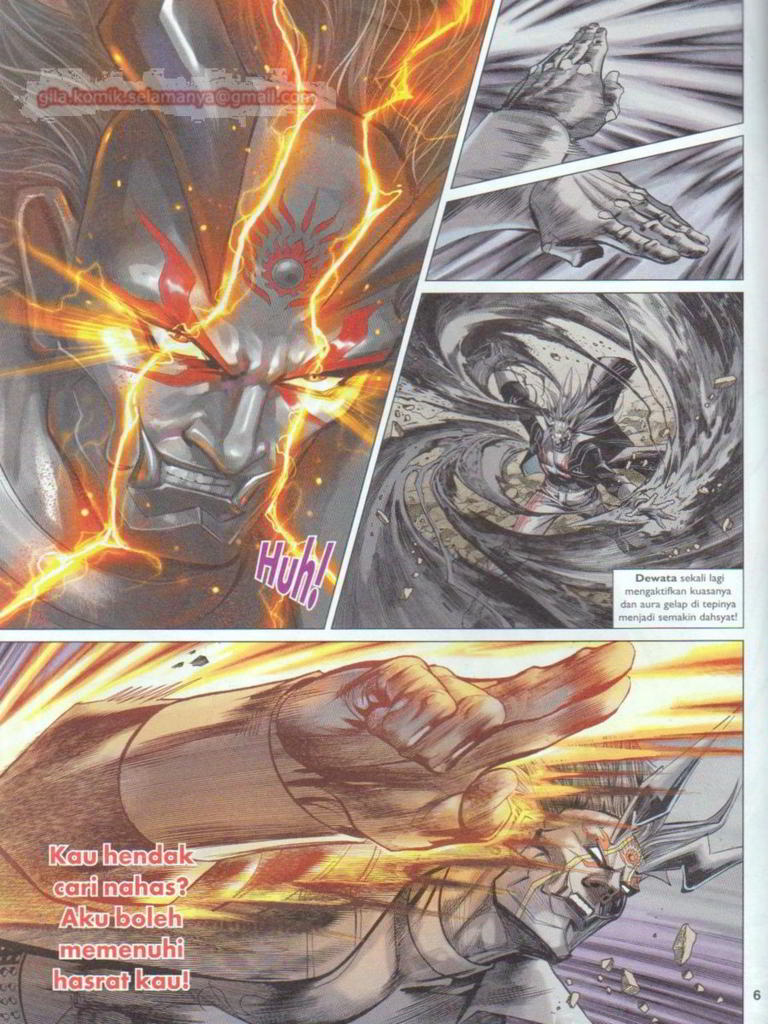 gila.komik.selamanya@gmail.com
Huh!
Dewata sekali lagi
mengaktifkan kuasanya
dan aura gelap di tepinya
menjadi semakin dahsyat!
Kau hendak
cari nahas?
Aku boleh
memenuhi
hasrat kau!
6